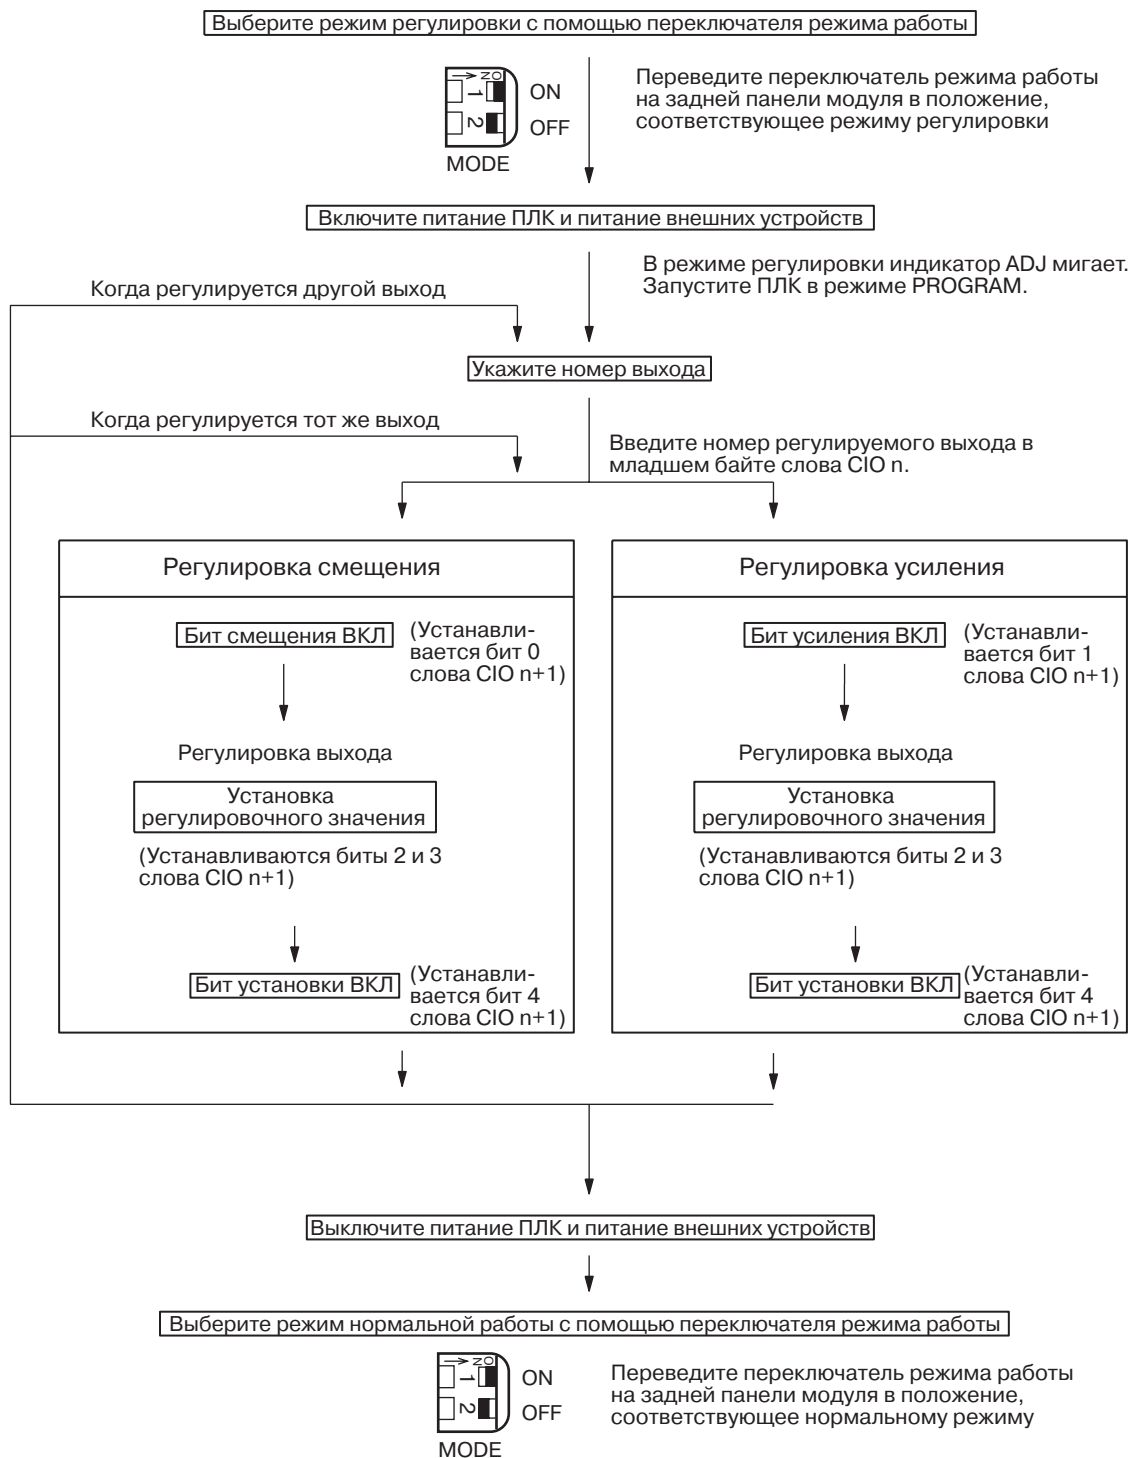 Выберите режим регулировки с помощью переключателя режима работы
Переведите переключатель режима работы
на задней панели модуля в положение,
соответствующее режиму регулировки
ON
1 ON
2 OFF
MODE
Включите питание ПЛК и питание внешних устройств
В режиме регулировки индикатор ADJ мигает.
Запустите ПЛК в режиме PROGRAM.
Когда регулируется другой выход
Укажите номер выхода
Когда регулируется тот же выход
Введите номер регулируемого выхода в
младшем байте слова CIO n.
Регулировка смещения
Бит смещения ВКЛ
(Устанавли-
вается бит 0
слова CIO n+1)
Регулировка выхода
Установка
регулировочного значения
(Устанавливаются биты 2 и 3
слова CIO n+1)
Бит установки ВКЛ
(Устанавли-
вается бит 4
слова CIO n+1)
Регулировка усиления
Бит усиления ВКЛ
(Устанавли-
вается бит 1
слова CIO n+1)
Регулировка выхода
Установка
регулировочного значения
(Устанавливаются биты 2 и 3
слова CIO n+1)
Бит установки ВКЛ
(Устанавли-
вается бит 4
слова CIO n+1)
Выключите питание ПЛК и питание внешних устройств
Выберите режим нормальной работы с помощью переключателя режима работы
Переведите переключатель режима работы
на задней панели модуля в положение,
соответствующее нормальному режиму
ON
1 ON
2 OFF
MODE